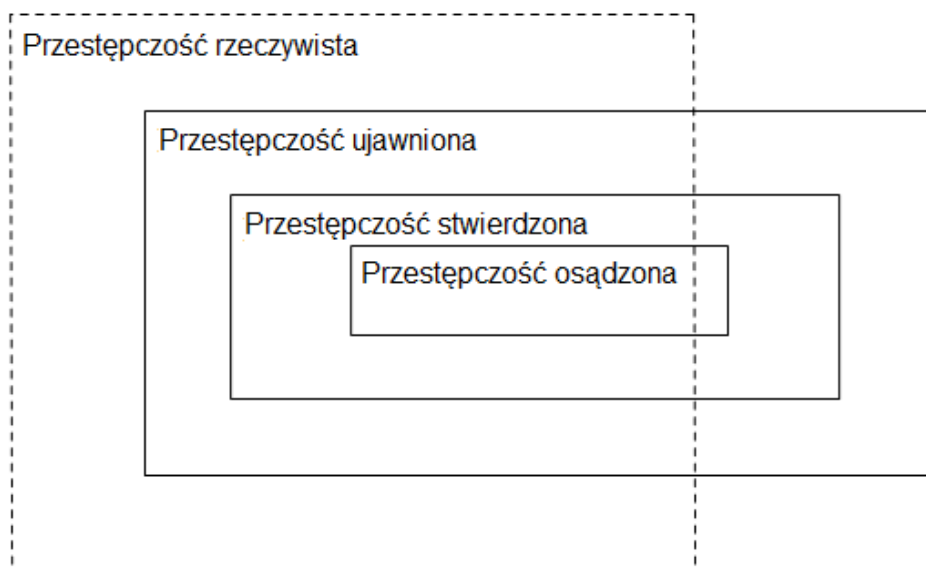 Przestępczość rzeczywista
Przestępczość ujawniona
Przestępczość stwierdzona
Przestępczość osądzona